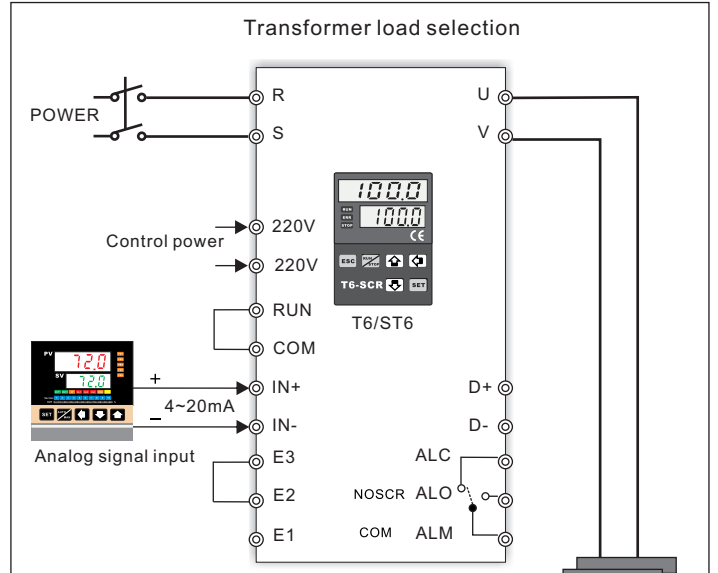 Transformer load selection
POWER
R
S
U
V
100.0
RUN
ERR
STOP
100.0
CE
ESC RUN/STOP
T6-SCR SET
T6/ST6
Control power
220V
220V
RUN
COM
PV
72.0
SV
72.0
SET
Analog signal input
+
4~20mA
–
IN+
IN-
E3
E2
E1
D+
D-
ALC
NOSCR ALO
COM ALM